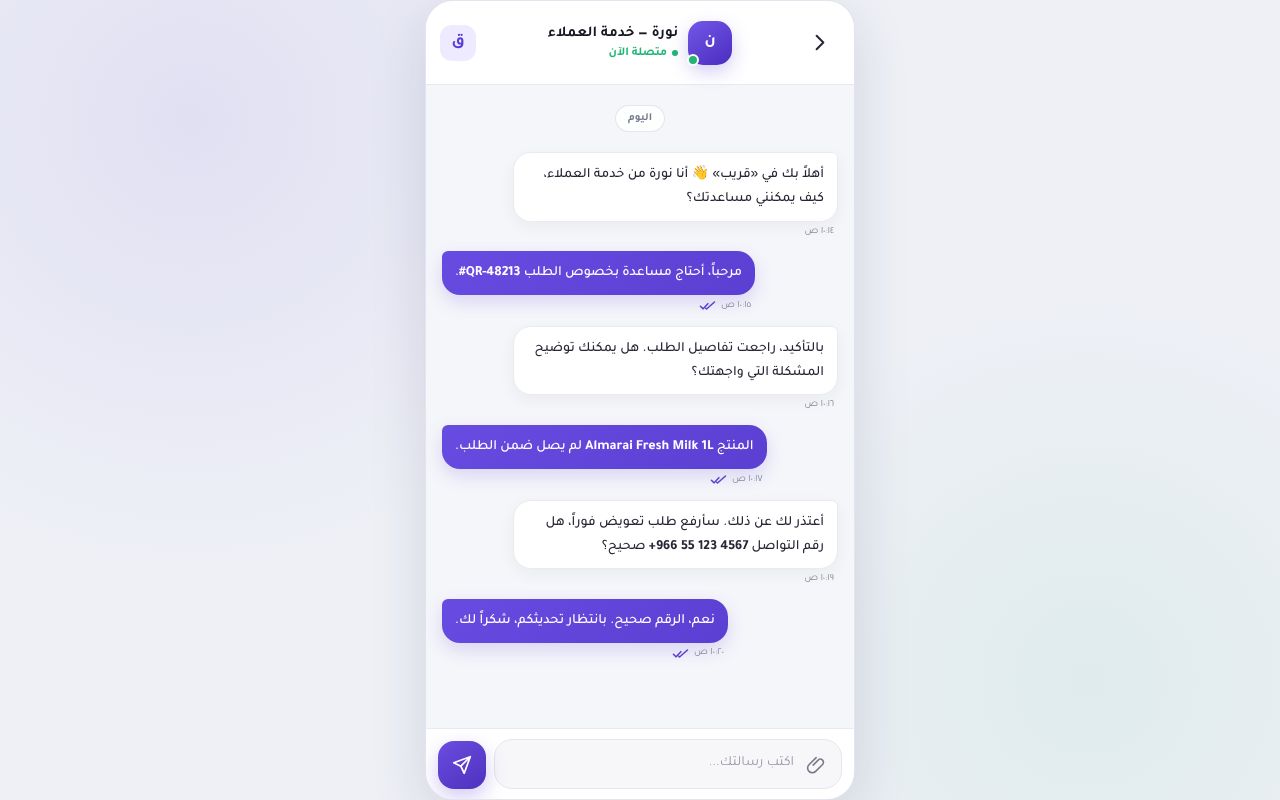 نورة – خدمة العملاء
متصلة الآن
ن
ق
اليوم
أهلاً بك في «قريب» 👋 أنا نورة من خدمة العملاء،
كيف يمكنني مساعدتك؟
١٠:١٤ ص
مرحباً، أحتاج مساعدة بخصوص الطلب #QR-48213.
١٠:١٥ ص
بالتأكيد، راجعت تفاصيل الطلب. هل يمكنك توضيح
المشكلة التي واجهتك؟
١٠:١٦ ص
المنتج Almarai Fresh Milk 1L لم يصل ضمن الطلب.
١٠:١٧ ص
أعتذر لك عن ذلك. سأرفع طلب تعويض فوراً، هل
رقم التواصل +966 55 123 4567 صحيح؟
١٠:١٩ ص
نعم، الرقم صحيح. بانتظار تحديثكم، شكراً لك.
١٠:٢٠ ص
اكتب رسالتك...